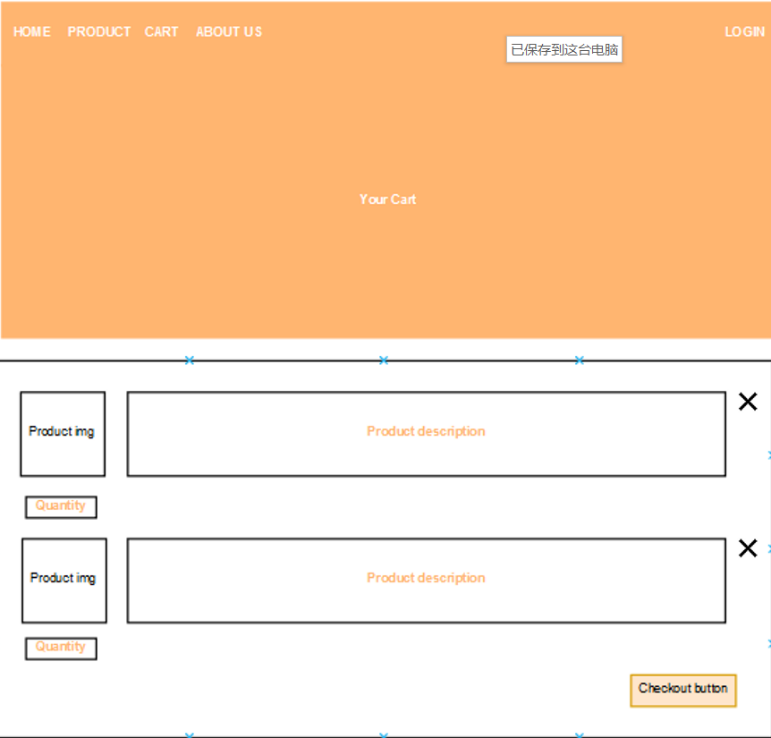 HOME PRODUCT CART ABOUT US LOGIN
已保存到这台电脑
Your Cart
Product img
Product description
Quantity
Product img
Product description
Quantity
Checkout button